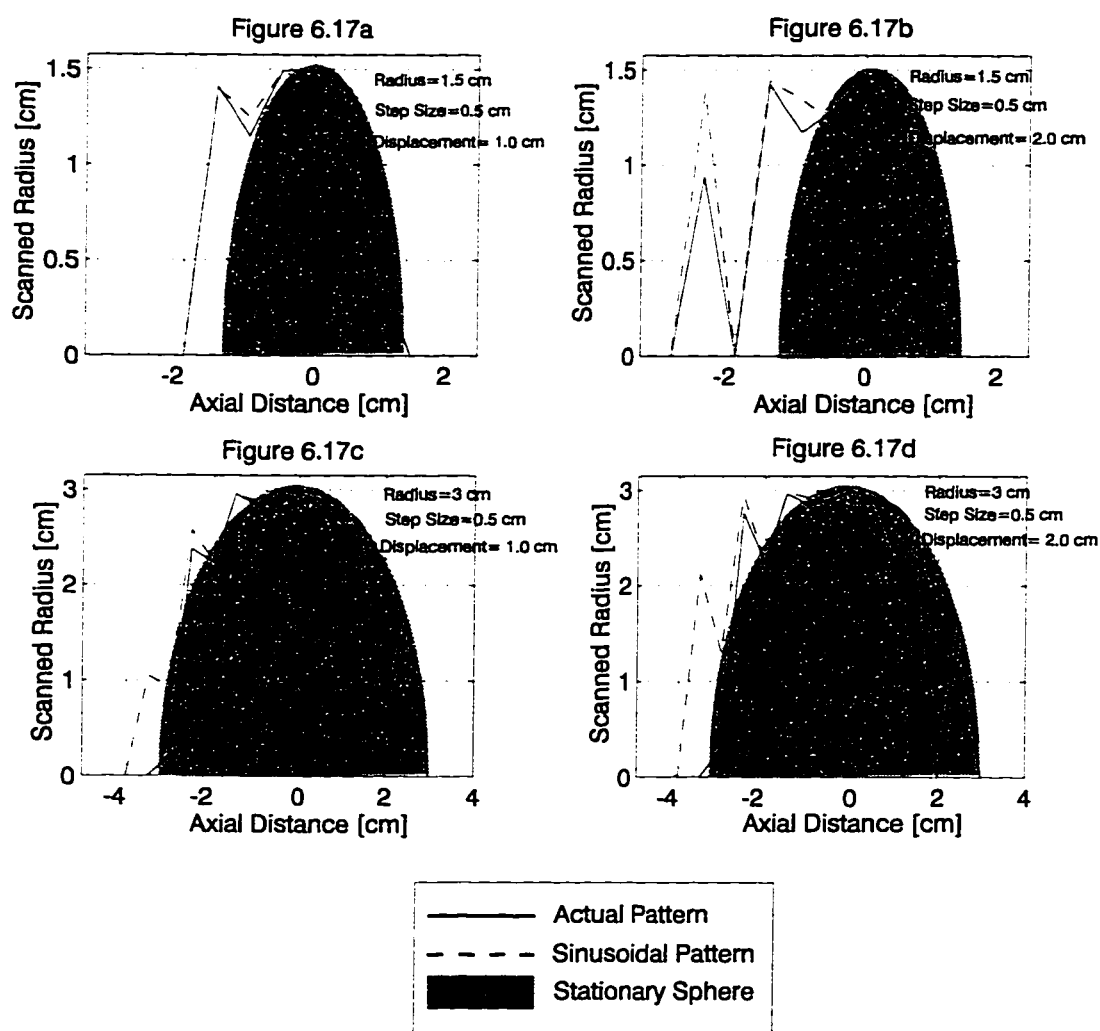 Figure 6.17a
Scanned Radius [cm]
1.5
1
0.5
0
Radius=1.5 cm
Step Size=0.5 cm
Displacement= 1.0 cm
-2
0
2
Axial Distance [cm]
Figure 6.17b
Scanned Radius [cm]
1.5
1
0.5
0
Radius=1.5 cm
Step Size=0.5 cm
Displacement= 2.0 cm
-2
0
2
Axial Distance [cm]
Figure 6.17c
Scanned Radius [cm]
3
2
1
0
Radius=3 cm
Step Size=0.5 cm
Displacement= 1.0 cm
-4
-2
0
2
4
Axial Distance [cm]
Figure 6.17d
Scanned Radius [cm]
3
2
1
0
Radius=3 cm
Step Size=0.5 cm
Displacement= 2.0 cm
-4
-2
0
2
4
Axial Distance [cm]
Actual Pattern
Sinusoidal Pattern
Stationary Sphere